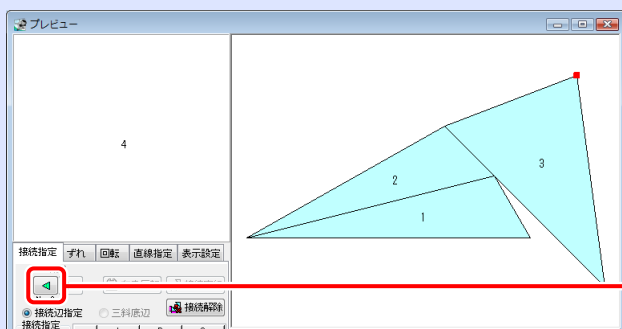 プレビュー
4
2
3
1
接続指定 ずれ 回転 直線指定 表示設定
接続辺指定 三斜底辺 接続解除
接続指定